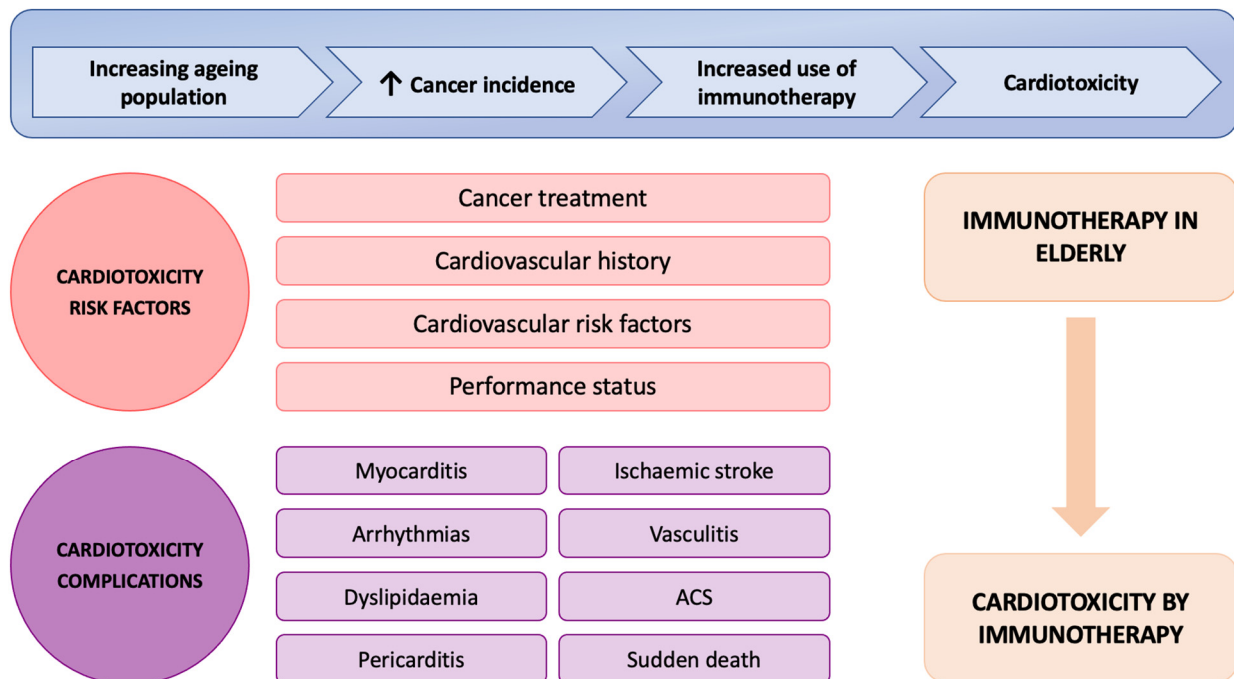 Increasing ageing
population
↑ Cancer incidence
Increased use of
immunotherapy
Cardiotoxicity
CARDIOTOXICITY
RISK FACTORS
Cancer treatment
Cardiovascular history
Cardiovascular risk factors
Performance status
IMMUNOTHERAPY IN
ELDERLY
CARDIOTOXICITY
COMPLICATIONS
Myocarditis
Ischaemic stroke
Arrhythmias
Vasculitis
Dyslipidaemia
ACS
Pericarditis
Sudden death
CARDIOTOXICITY BY
IMMUNOTHERAPY